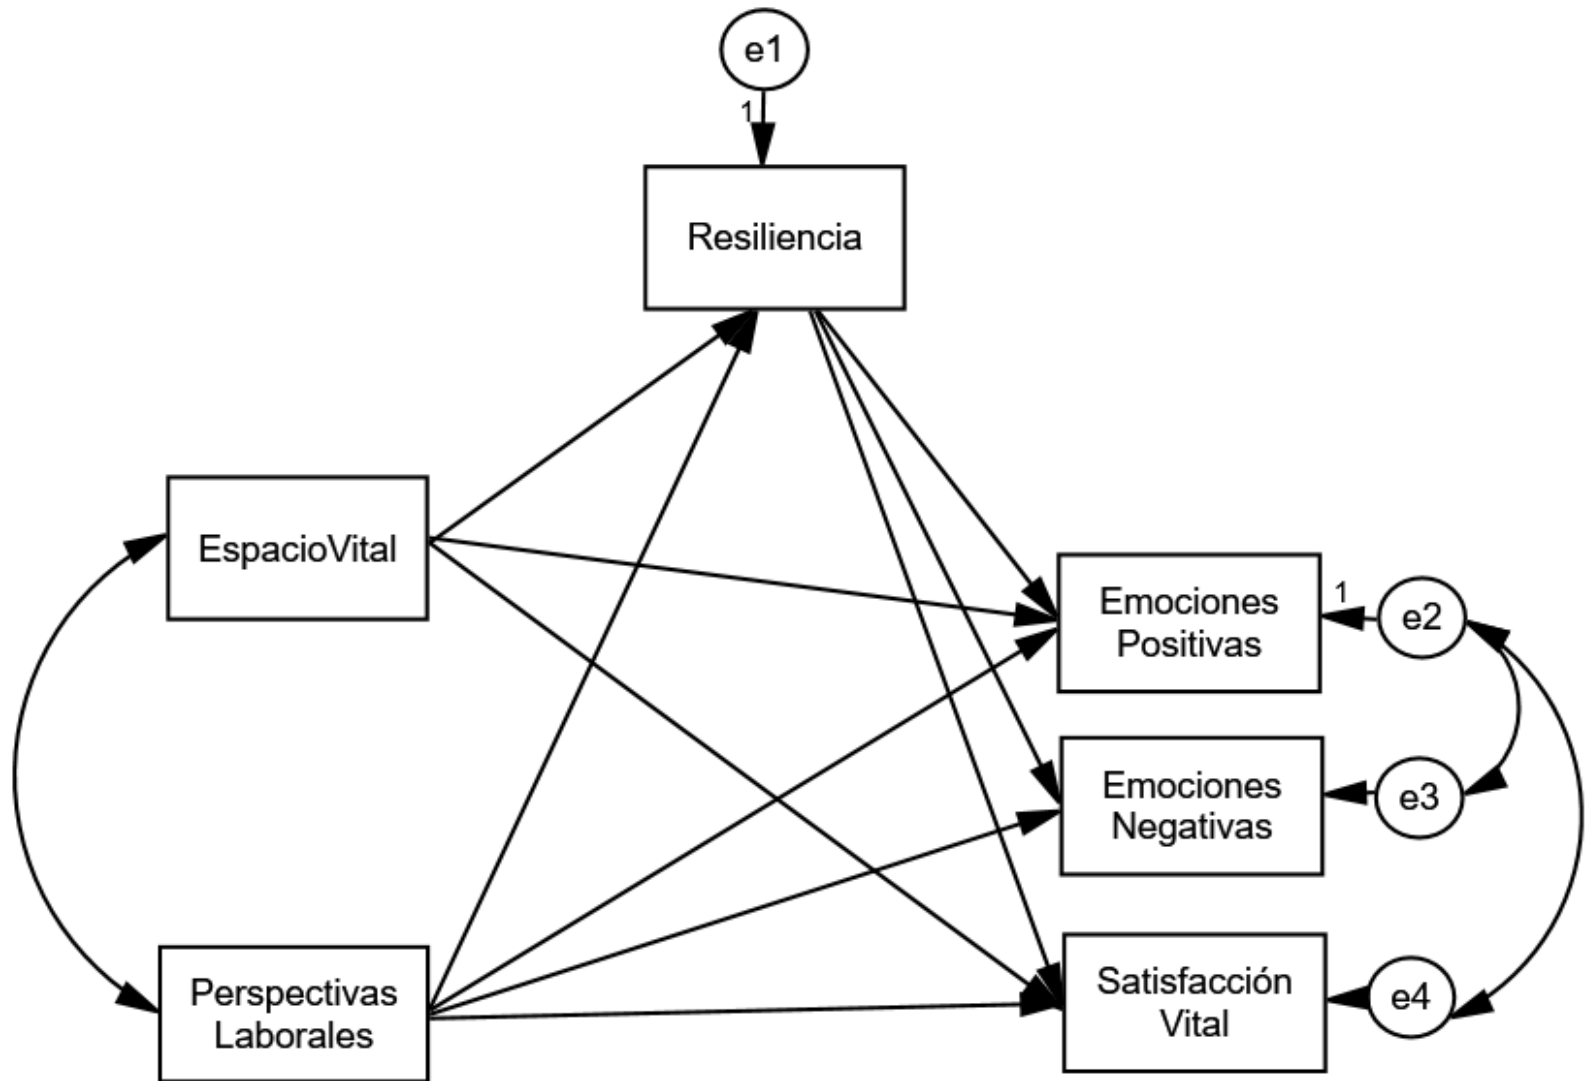 e1
1
Resiliencia
EspacioVital
Emociones
Positivas
1
e2
Emociones
Negativas
e3
Perspectivas
Laborales
Satisfacción
Vital
e4